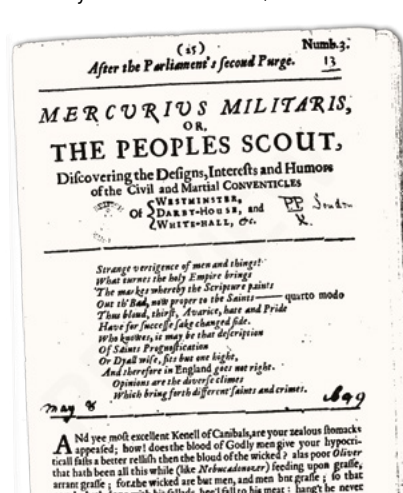 (15)
Numb. 3.
13
After the Parliament's second Purge.
MERCURIUS MILITARIS,
OR,
THE PEOPLES SCOUT,
Discovering the Designs, Interests and Humors
of the Civil and Martial CONVENTICLES
Of WESTMINSTER,
DARBY-HOUSE, and
WHITE-HALL, &c.
Strange vertigence of men and things!
What turnes the holy Empire brings
The markes whereby the Scripture paints
Out th' Bad, now proper to the Saints—— quarto modo
Thus blood, thirst, Avarice, hate and Pride
Have for successe sake changed side.
Who knowes, it may be that description
Of Saints Prognostication
Or Dyall wise, fits but one hight,
And therefore in England goes not right.
Opinions are the diverse climes
Which bring forth different saints and crimes.
May 8
1649
ANd yee most excellent Kenell of Canibals, are your zealous stomacks
appeased; how! does the blood of Godly men give your hypocri-
ticall falls a better rellish then the bloud of the wicked? alas poor Oliver
that hath been all this while (like Nebucadonozer) feeding upon grasse,
arrant grasse; for the wicked are but men, and men but grasse; so that